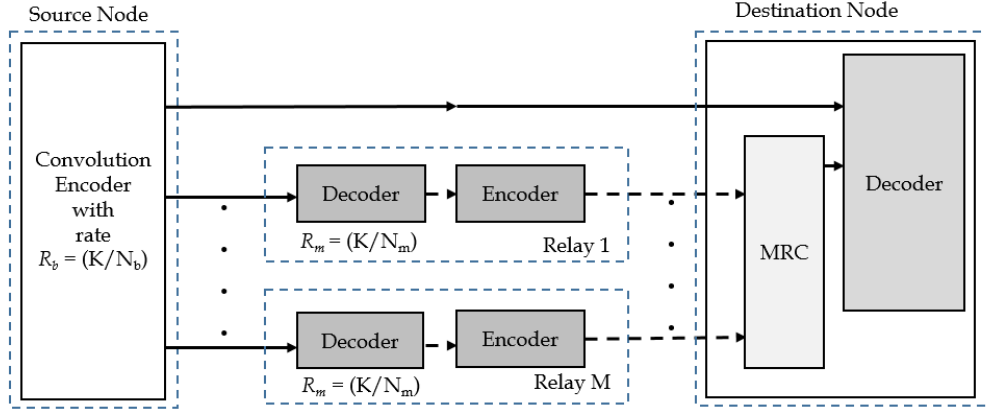 Source Node
Destination Node
Convolution
Encoder
with
rate
R_b = (K/N_b)
Decoder
Encoder
R_m = (K/N_m)
Relay 1
Decoder
Encoder
R_m = (K/N_m)
Relay M
MRC
Decoder